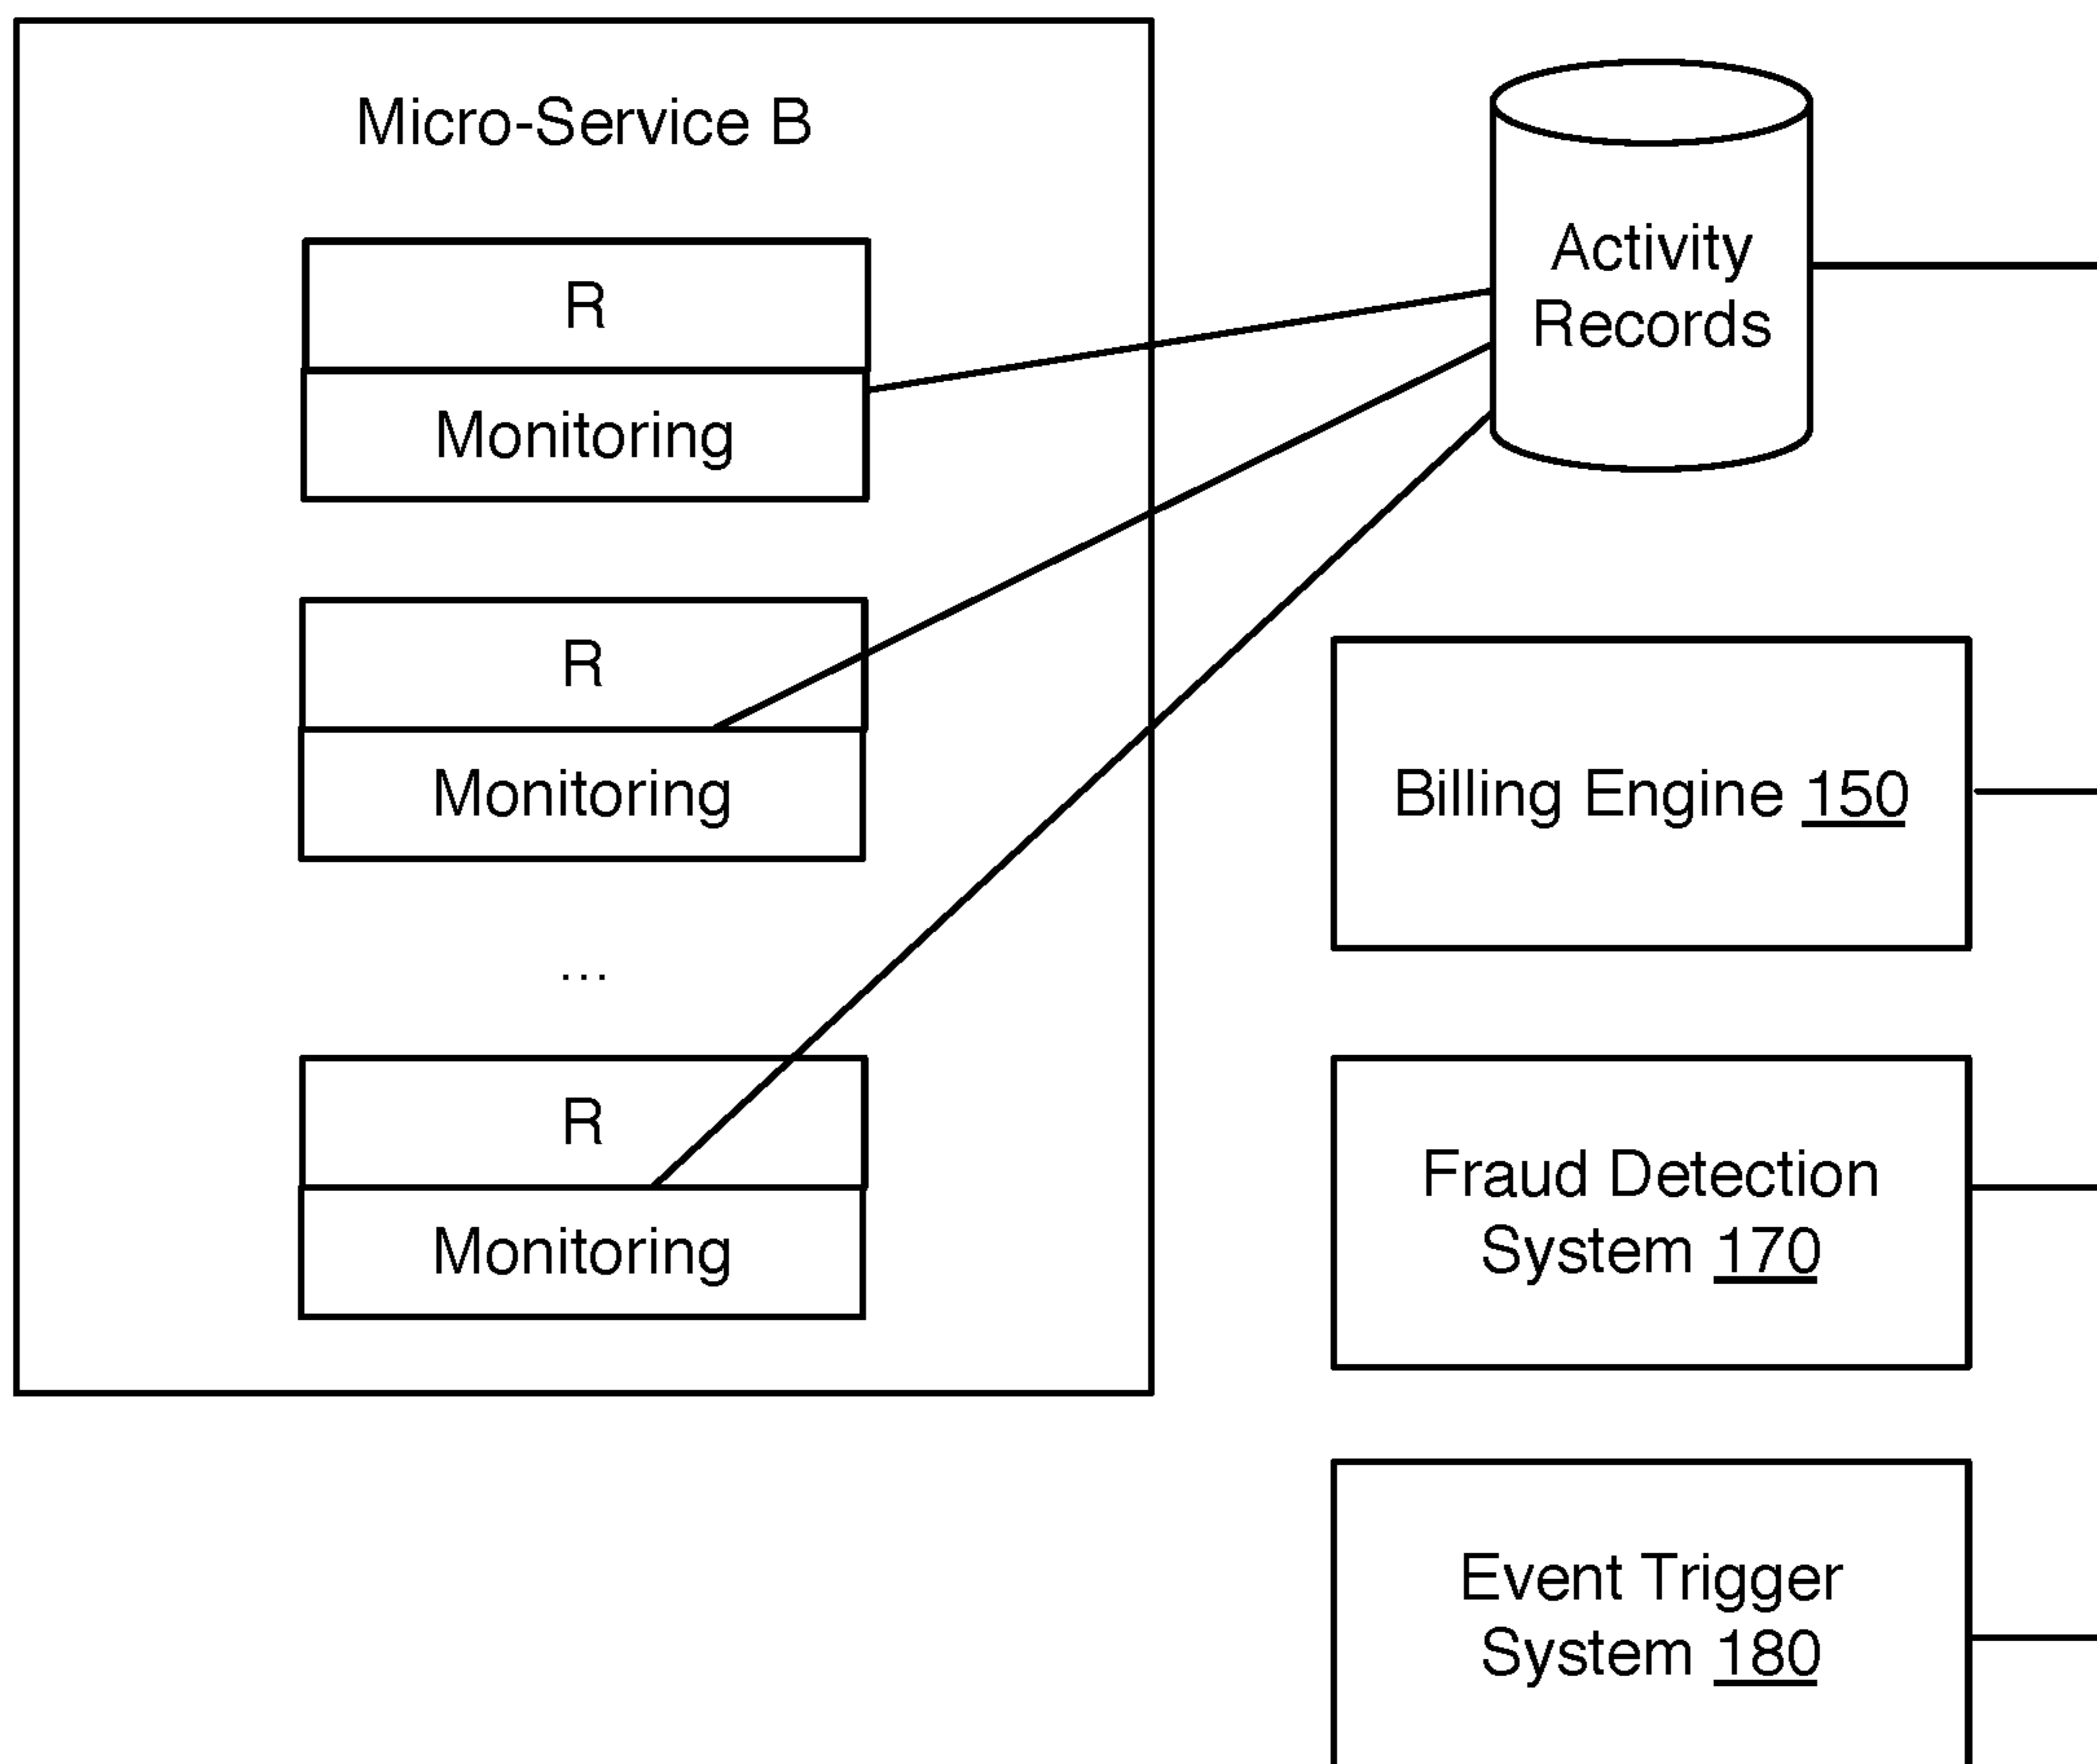 Micro-Service B
R
Monitoring
R
Monitoring
...
R
Monitoring
Activity
Records
Billing Engine 150
Fraud Detection
System 170
Event Trigger
System 180